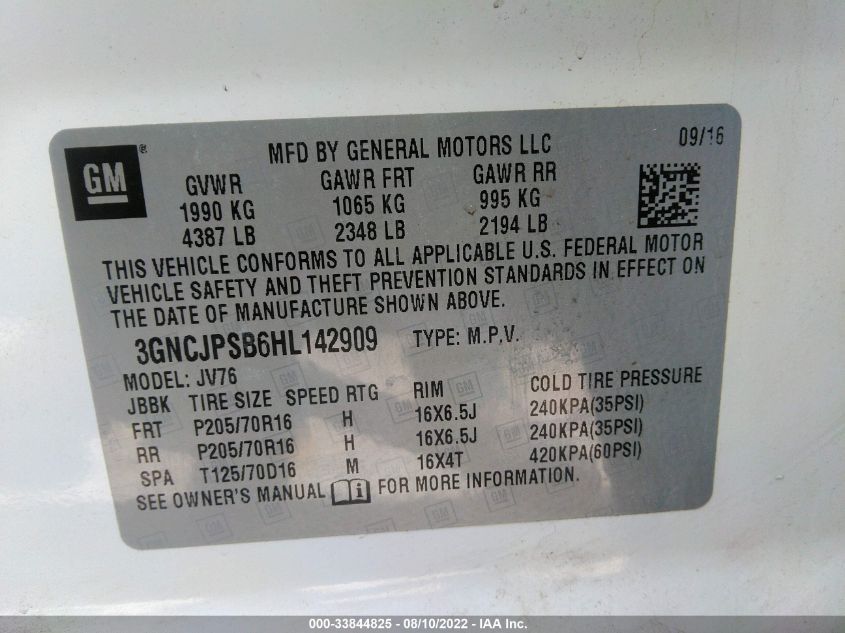 GM®
MFD BY GENERAL MOTORS LLC
09/16
GVWR GAWR FRT GAWR RR
1990 KG 1065 KG 995 KG
4387 LB 2348 LB 2194 LB
THIS VEHICLE CONFORMS TO ALL APPLICABLE U.S. FEDERAL MOTOR
VEHICLE SAFETY AND THEFT PREVENTION STANDARDS IN EFFECT ON
THE DATE OF MANUFACTURE SHOWN ABOVE.
3GNCJPSB6HL142909 TYPE: M.P.V.
MODEL: JV76
JBBK TIRE SIZE SPEED RTG RIM COLD TIRE PRESSURE
FRT P205/70R16 H 16X6.5J 240KPA(35PSI)
RR P205/70R16 H 16X6.5J 240KPA(35PSI)
SPA T125/70D16 M 16X4T 420KPA(60PSI)
SEE OWNER'S MANUAL i FOR MORE INFORMATION.
000-33844825 - 08/10/2022 - IAA Inc.